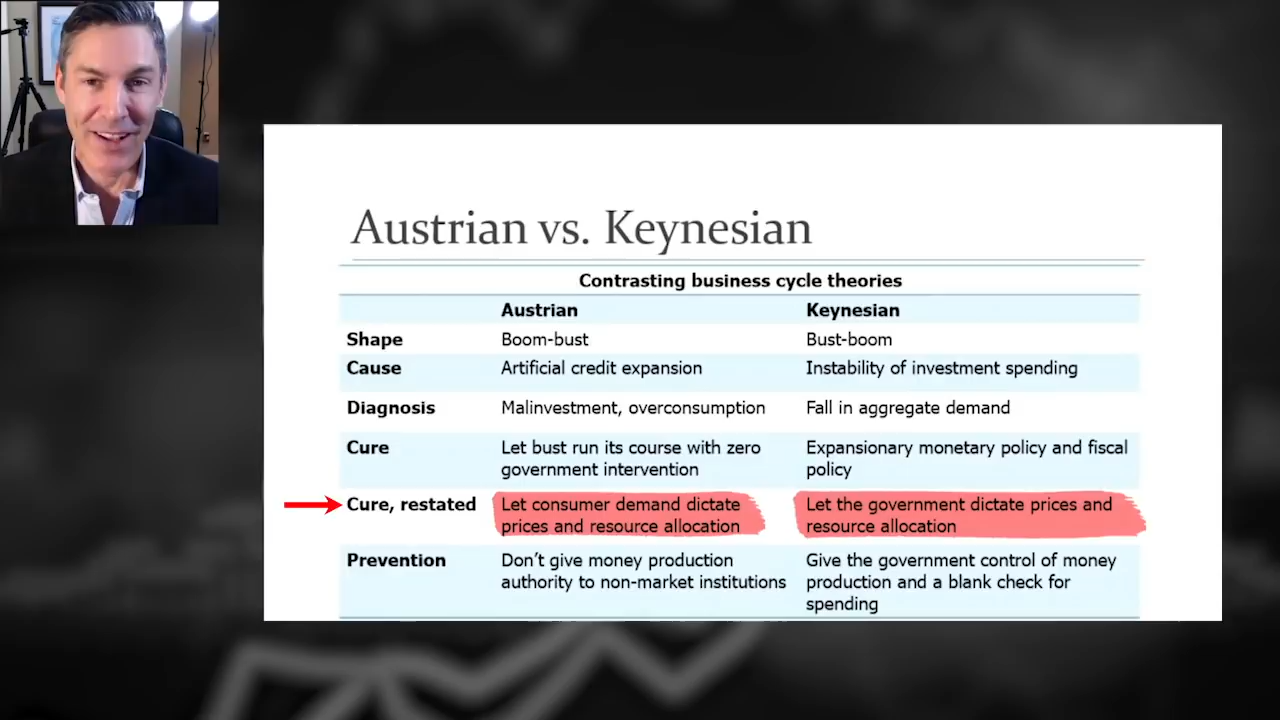 Austrian vs. Keynesian
Contrasting business cycle theories
Austrian Keynesian
Shape Boom-bust Bust-boom
Cause Artificial credit expansion Instability of investment spending
Diagnosis Malinvestment, overconsumption Fall in aggregate demand
Cure Let bust run its course with zero Expansionary monetary policy and fiscal
government intervention policy
Cure, restated Let consumer demand dictate Let the government dictate prices and
prices and resource allocation resource allocation
Prevention Don’t give money production Give the government control of money
authority to non-market institutions production and a blank check for
spending